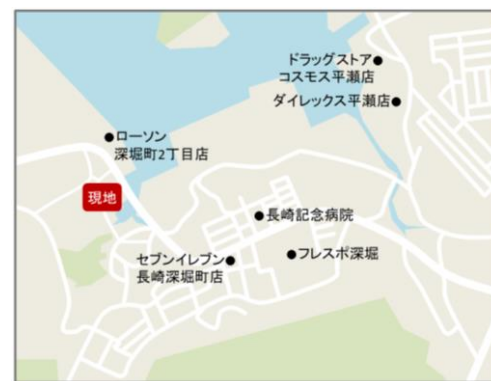 ドラッグストア
コスモス平瀬店
ダイレックス平瀬店
ローソン
深堀町2丁目店
現地
長崎記念病院
セブンイレブン
長崎深堀町店
フレスポ深堀